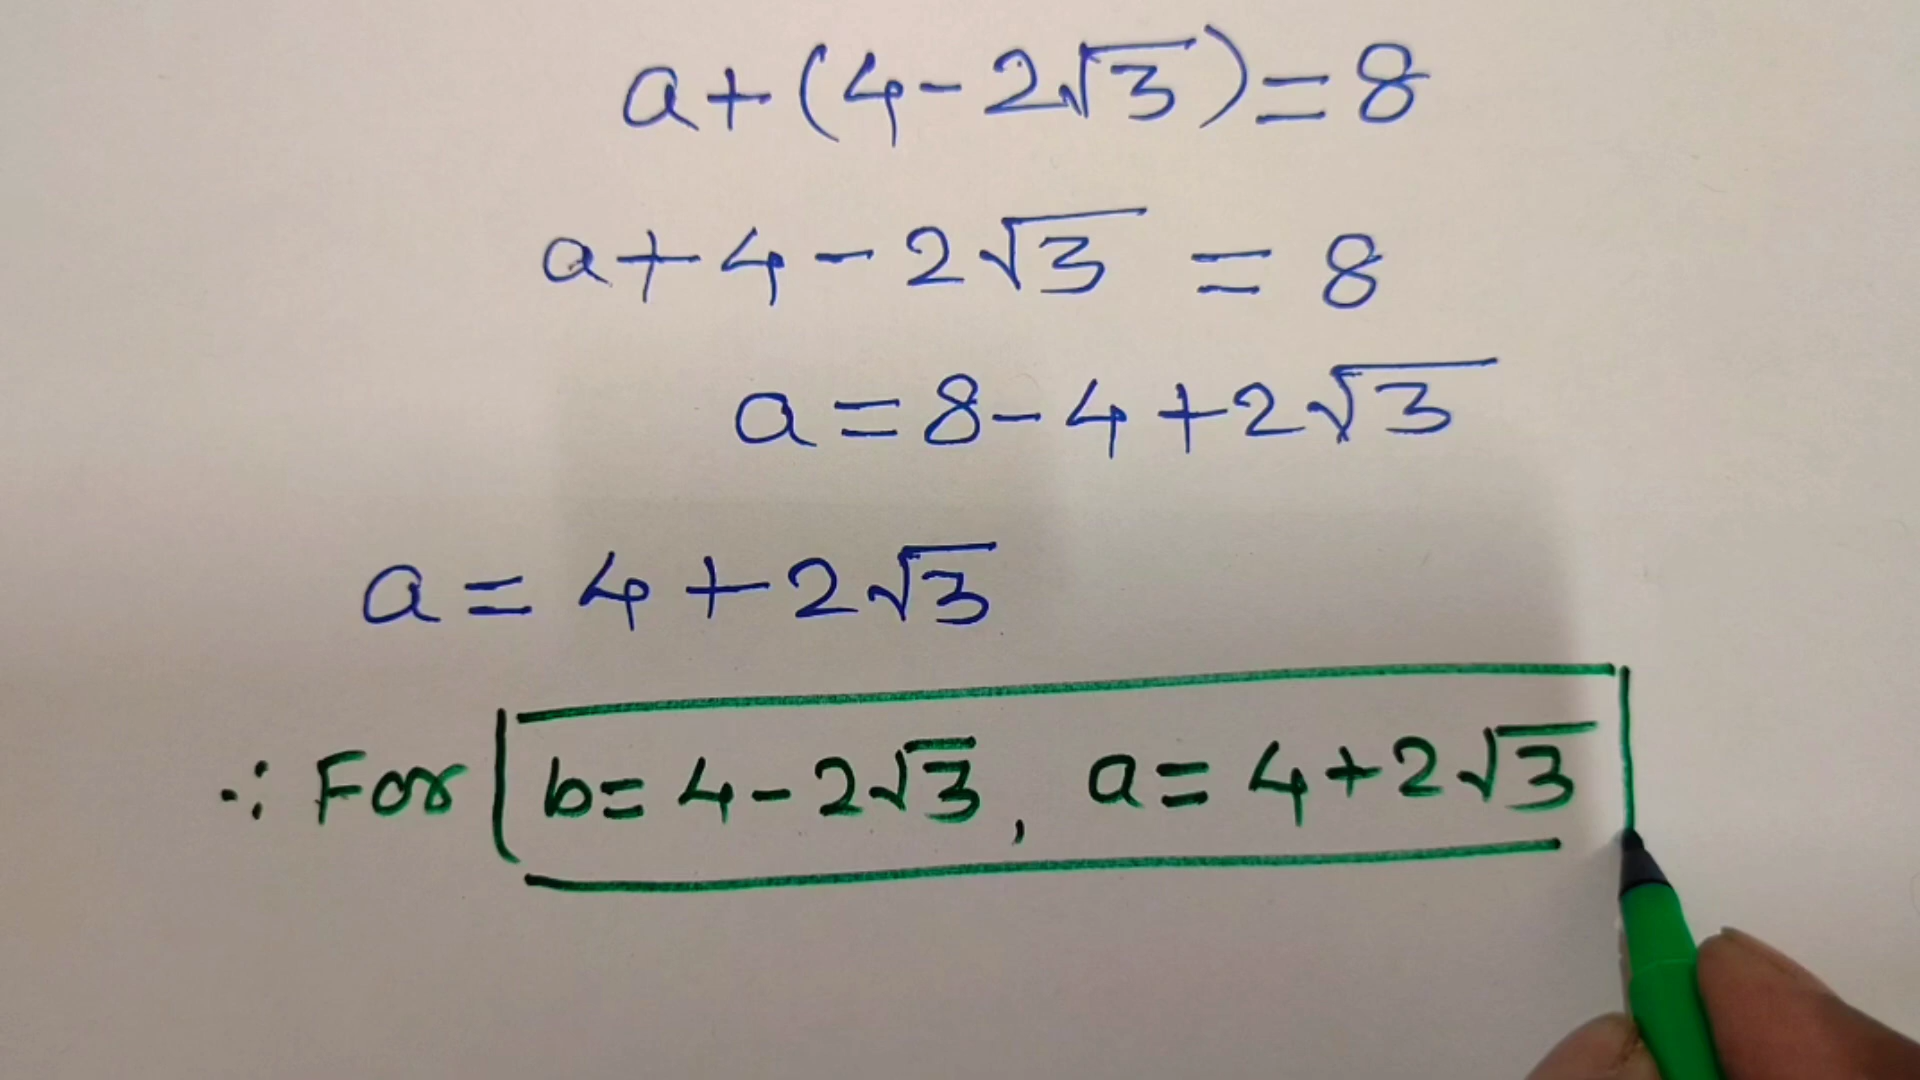 a+(4-2√3)=8
a+4-2√3 = 8
a=8-4+2√3
a= 4+2√3
∴ For b=4-2√3, a=4+2√3